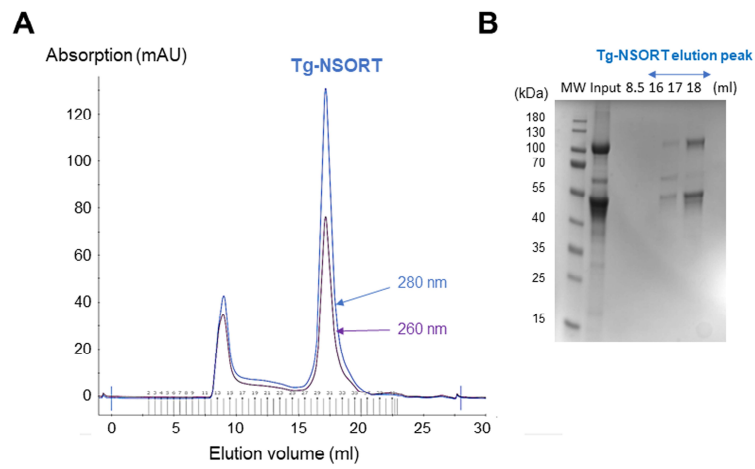 A
Absorption (mAU)
Tg-NSORT
120
100
80
60
40
20
0
280 nm
260 nm
0 5 10 15 20 25 30
Elution volume (ml)
B
Tg-NSORT elution peak
MW Input 8.5 16 17 18 (ml)
(kDa)
180
130
100
70
55
40
35
25
15